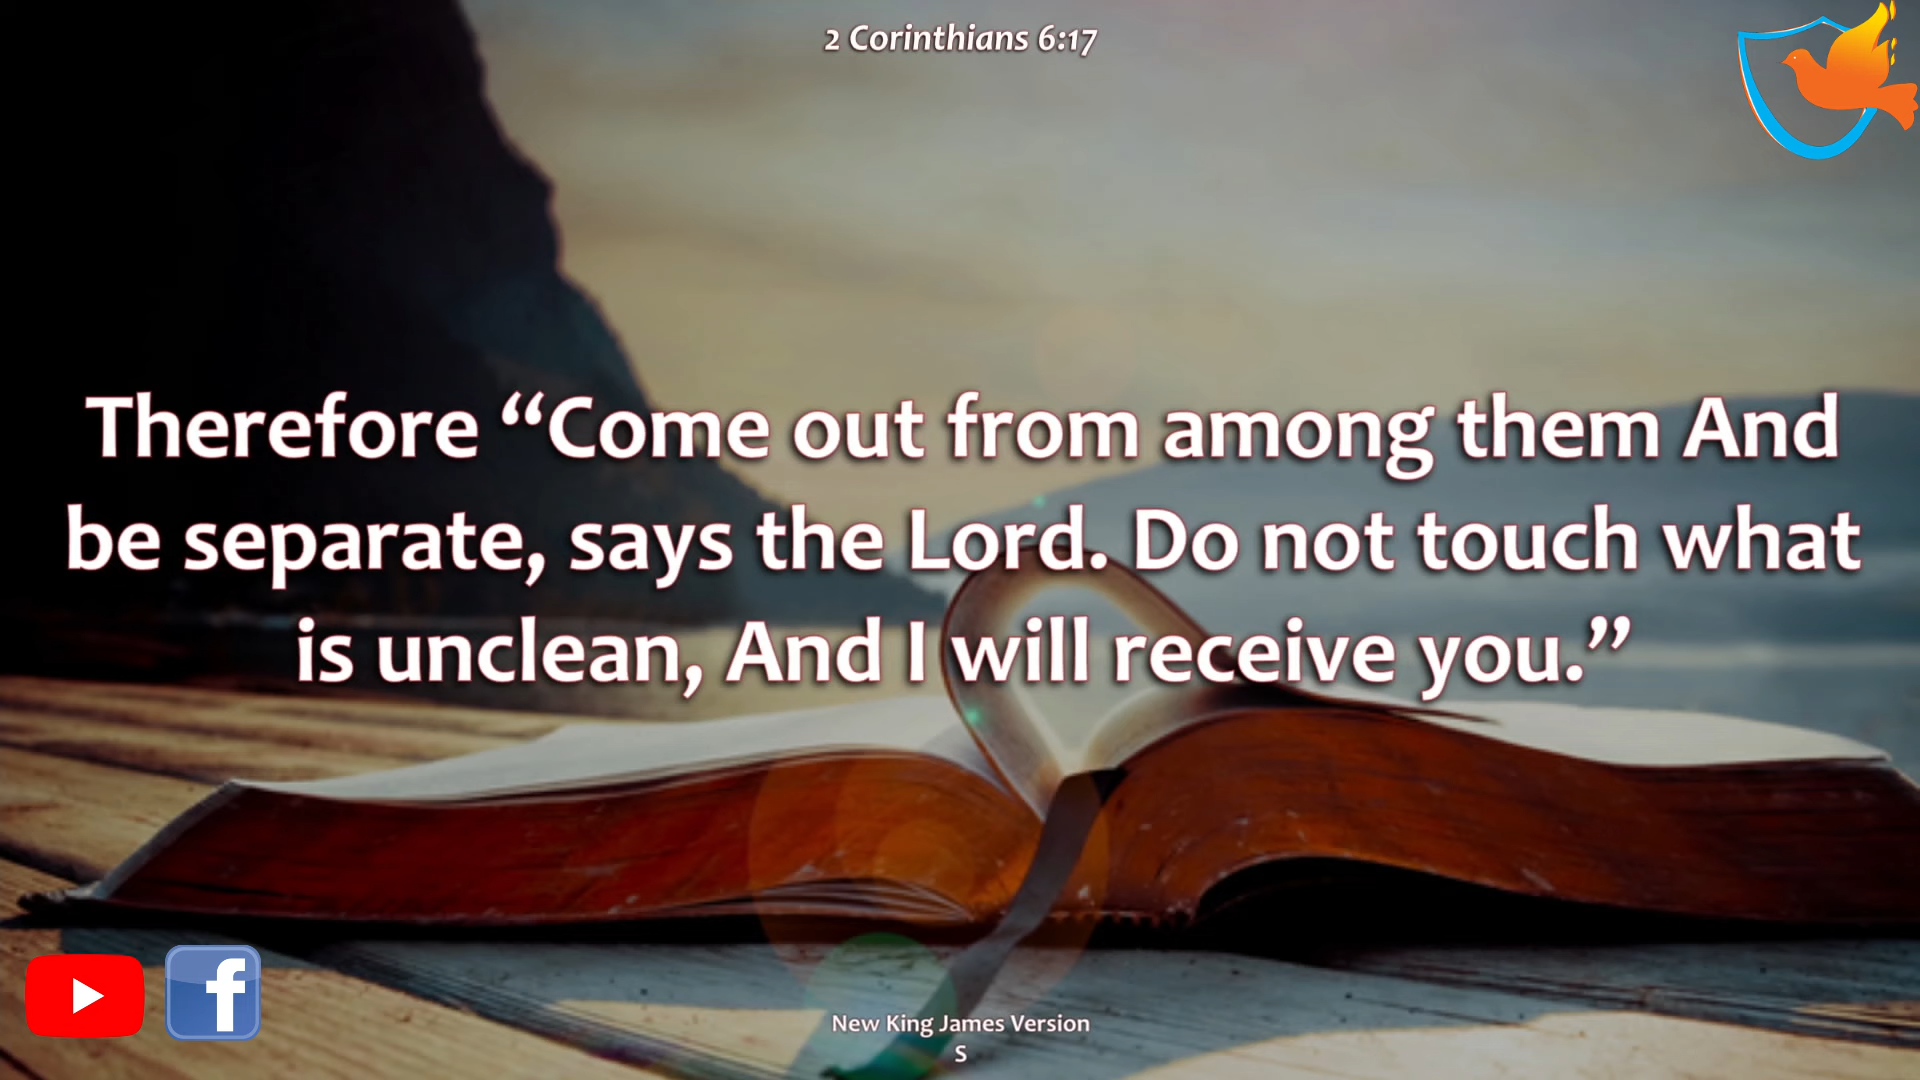 2 Corinthians 6:17
Therefore “Come out from among them And
be separate, says the Lord. Do not touch what
is unclean, And I will receive you.”
f
New King James Version
S